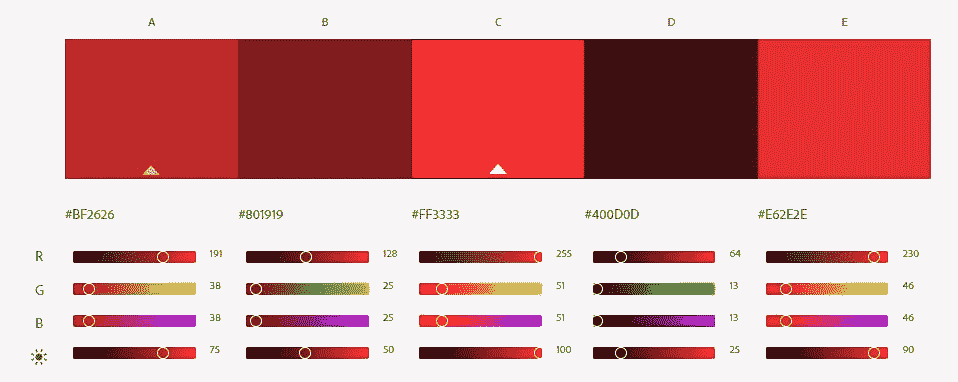 A B C D E
#BF2626 #801919 #FF3333 #400D0D #E62E2E
R 191 128 255 64 230
G 38 25 51 13 46
B 38 25 51 13 46
75 50 100 25 90